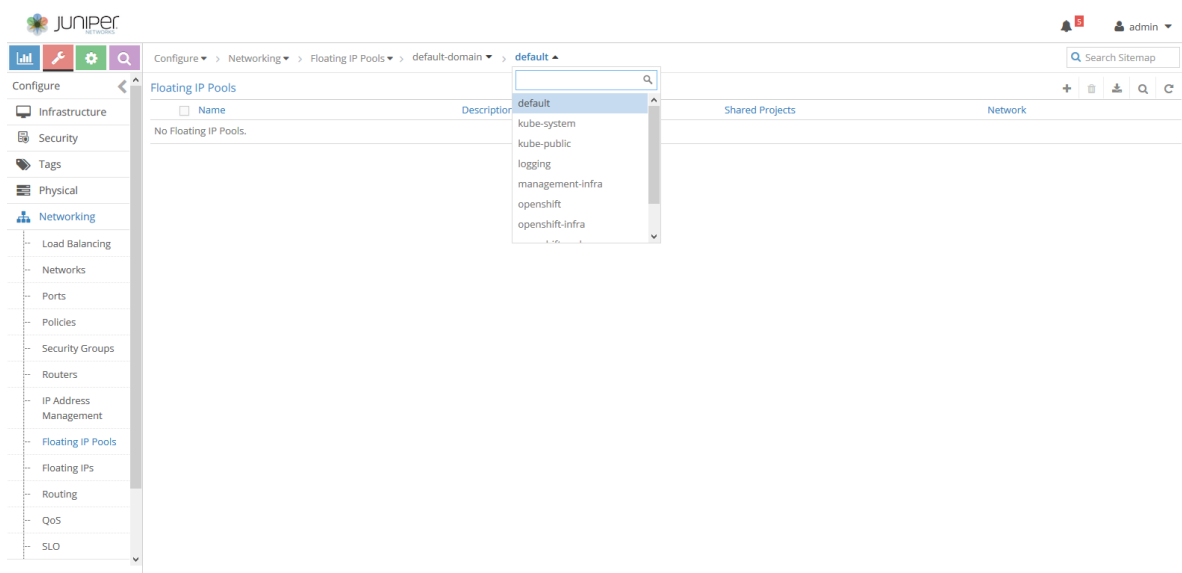 JUNIPER
NETWORKS
5
admin
Configure > Networking > Floating IP Pools > default-domain > default
Search Sitemap
Configure
Floating IP Pools
Infrastructure
Security
Tags
Physical
Networking
Load Balancing
Networks
Ports
Policies
Security Groups
Routers
IP Address
Management
Floating IP Pools
Floating IPs
Routing
QoS
SLO
Name
Description
Shared Projects
Network
No Floating IP Pools.
default
kube-system
kube-public
logging
management-infra
openshift
openshift-infra